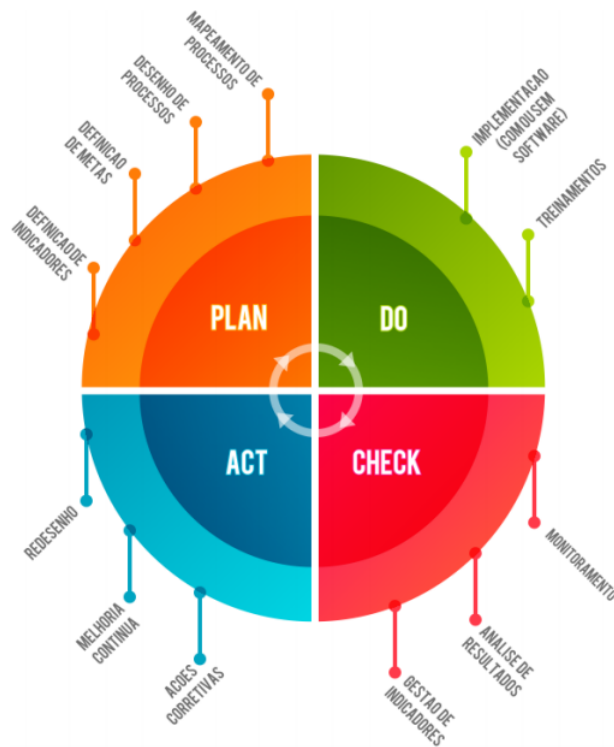 MAPEAMENTO DE
PROCESSOS
DESENHO DE
PROCESSOS
DEFINICAO
DE METAS
DEFINICAO DE
INDICADORES
IMPLEMENTACAO
(COM OU SEM
SOFTWARE)
TREINAMENTOS
PLAN
DO
ACT
CHECK
REDESENHO
MELHORIA
CONTINUA
ACOES
CORRETIVAS
MONITORAMENTO
ANALISE DE
RESULTADOS
GESTAO DE
INDICADORES